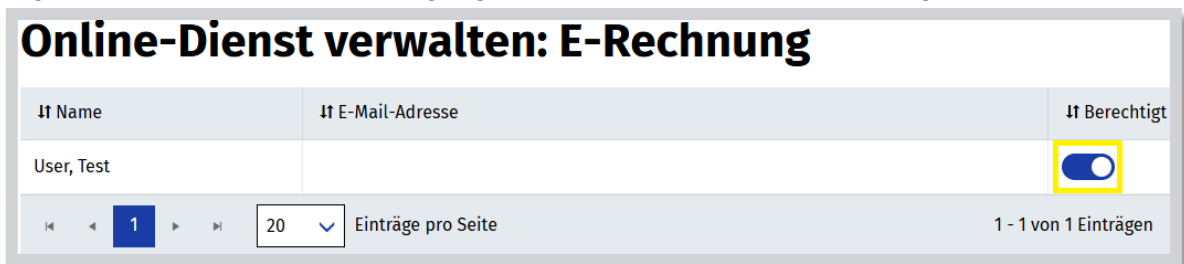 Online-Dienst verwalten: E-Rechnung
Name E-Mail-Adresse Berechtigt
User, Test
1 20 Einträge pro Seite 1 - 1 von 1 Einträgen